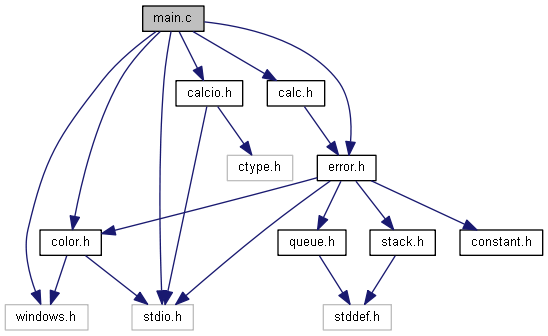 main.c
calcio.h
calc.h
ctype.h
error.h
color.h
queue.h
stack.h
constant.h
windows.h
stdio.h
stddef.h